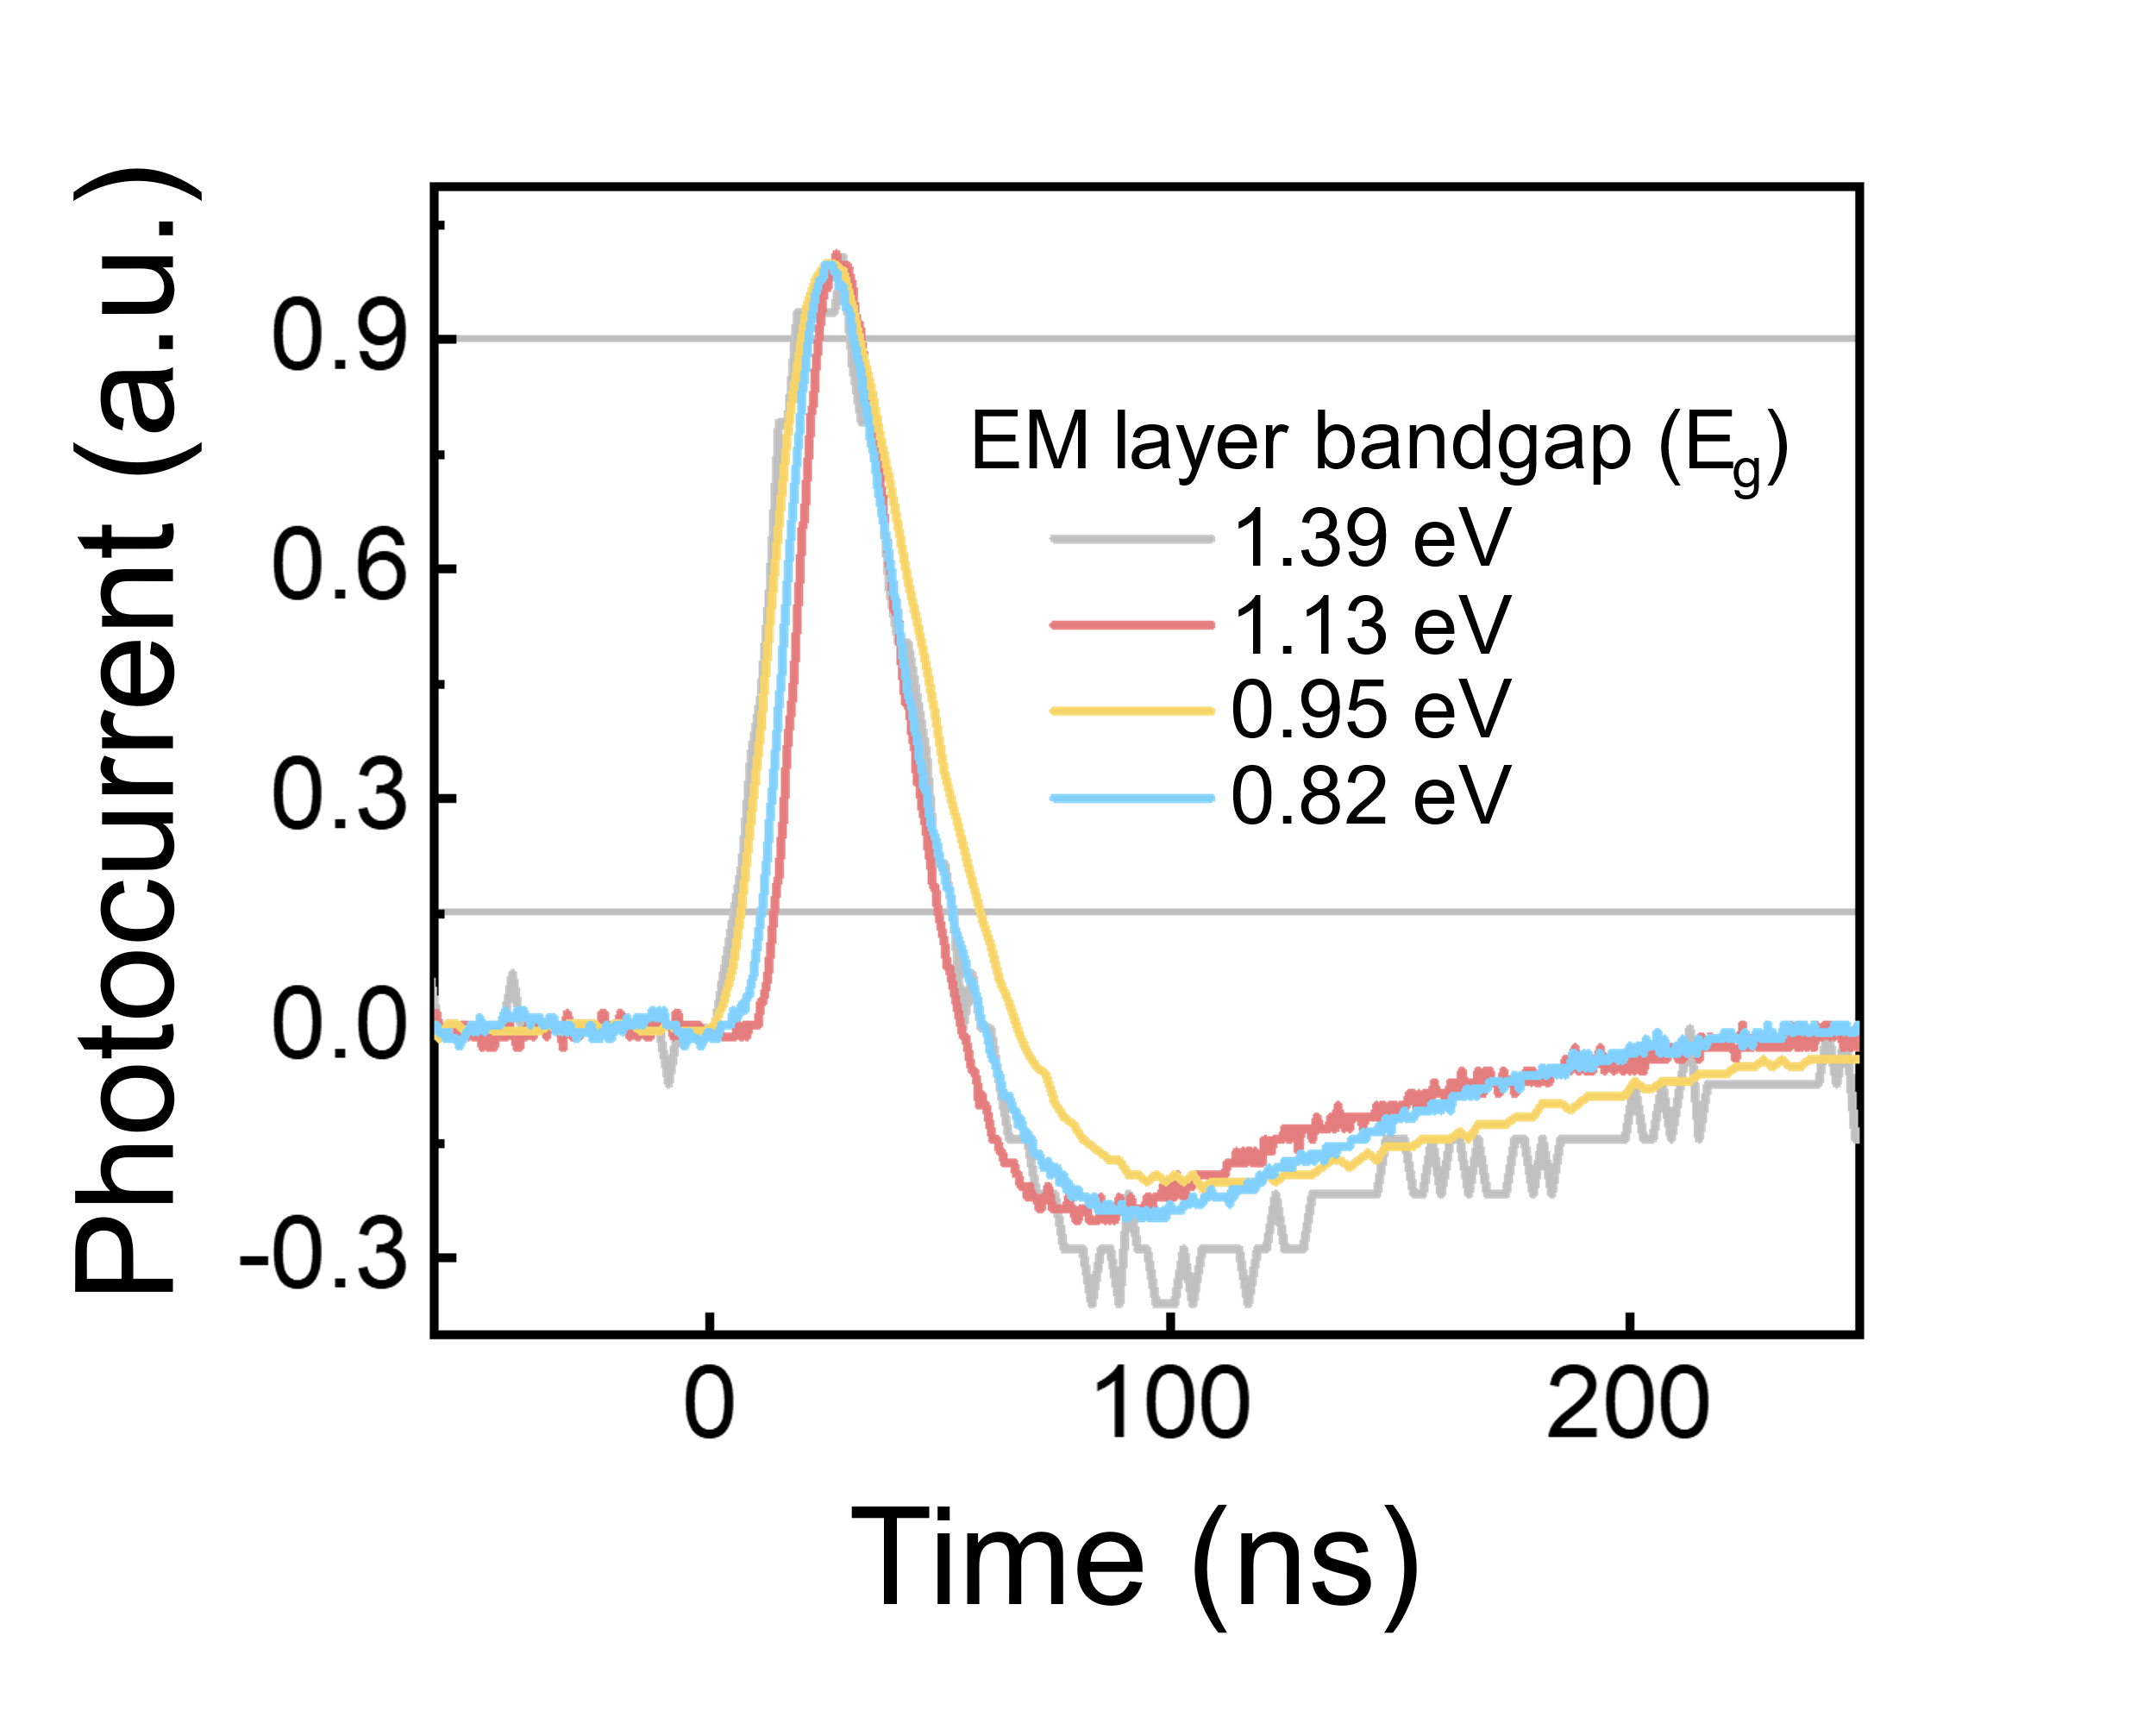 Photocurrent (a.u.)
0.9
0.6
0.3
0.0
-0.3
EM layer bandgap (Eg)
1.39 eV
1.13 eV
0.95 eV
0.82 eV
0 100 200
Time (ns)